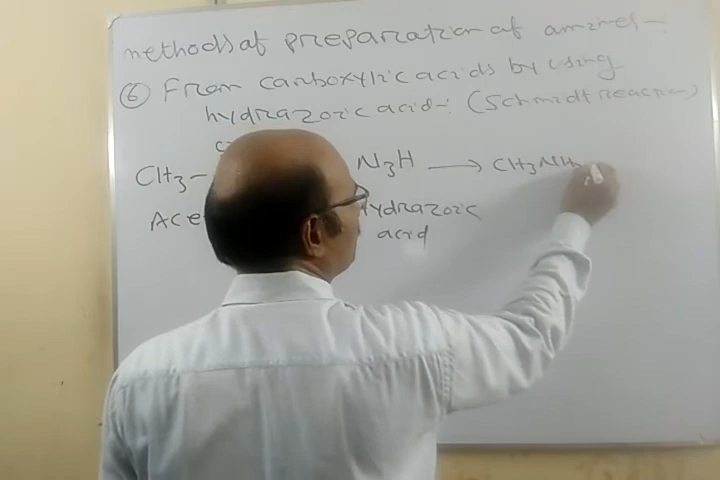 methods of preparation of amines—
⑥ From carboxylic acids by using
hydrazoic acid-: (Schmidt reaction)
CH3- N3H ⟶ CH3NH2
Ace Hydrazoic
acid